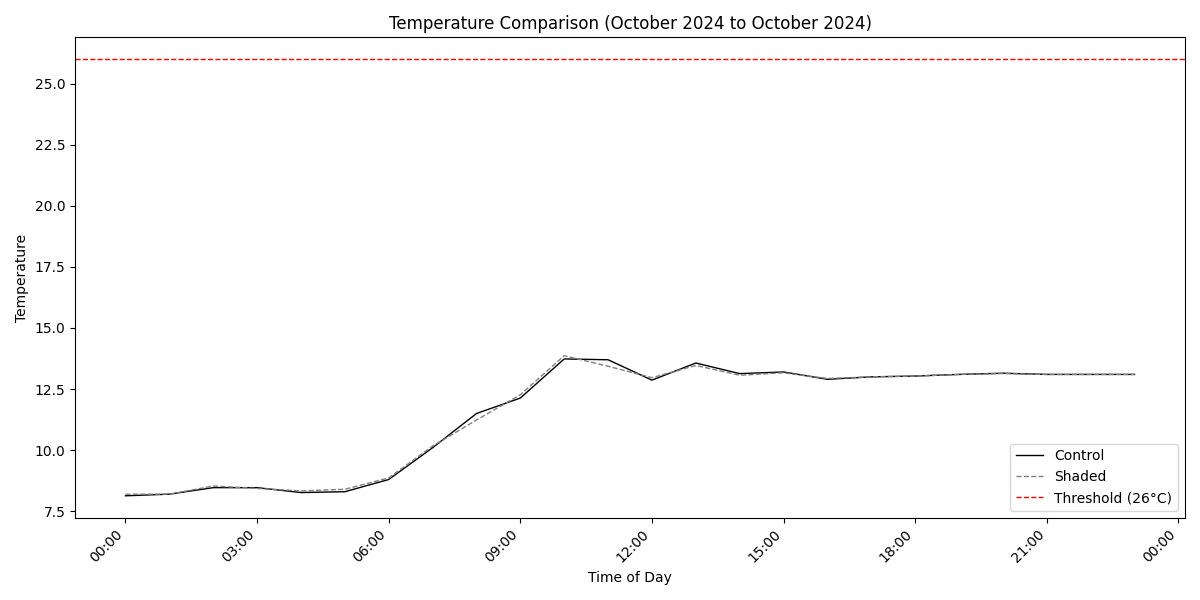 Temperature Comparison (October 2024 to October 2024)
Temperature
25.0
22.5
20.0
17.5
15.0
12.5
10.0
7.5
Control
Shaded
Threshold (26°C)
00:00
03:00
06:00
09:00
12:00
15:00
18:00
21:00
00:00
Time of Day